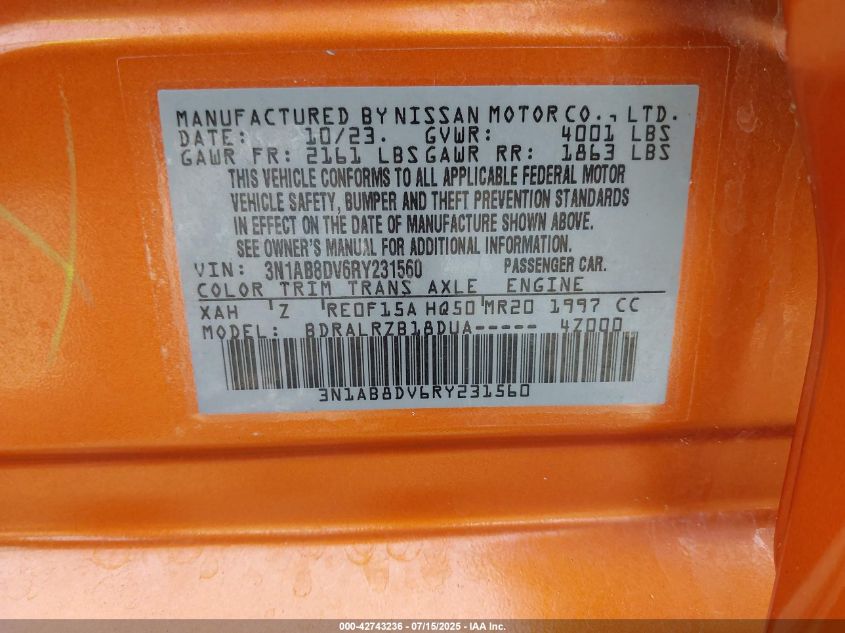 MANUFACTURED BY NISSAN MOTOR CO., LTD.
DATE: 10/23. GVWR: 4001 LBS
GAWR FR: 2161 LBS GAWR RR: 1863 LBS
THIS VEHICLE CONFORMS TO ALL APPLICABLE FEDERAL MOTOR
VEHICLE SAFETY, BUMPER AND THEFT PREVENTION STANDARDS
IN EFFECT ON THE DATE OF MANUFACTURE SHOWN ABOVE.
SEE OWNER'S MANUAL FOR ADDITIONAL INFORMATION.
VIN: 3N1AB8DV6RY231560 PASSENGER CAR.
COLOR TRIM TRANS AXLE ENGINE
XAH Z RE0F15A HQ50 MR20 1997 CC
MODEL: BDRALRZB18DUA----- 4Z000
3N1AB8DV6RY231560
000-42743236 - 07/15/2025 - IAA Inc.